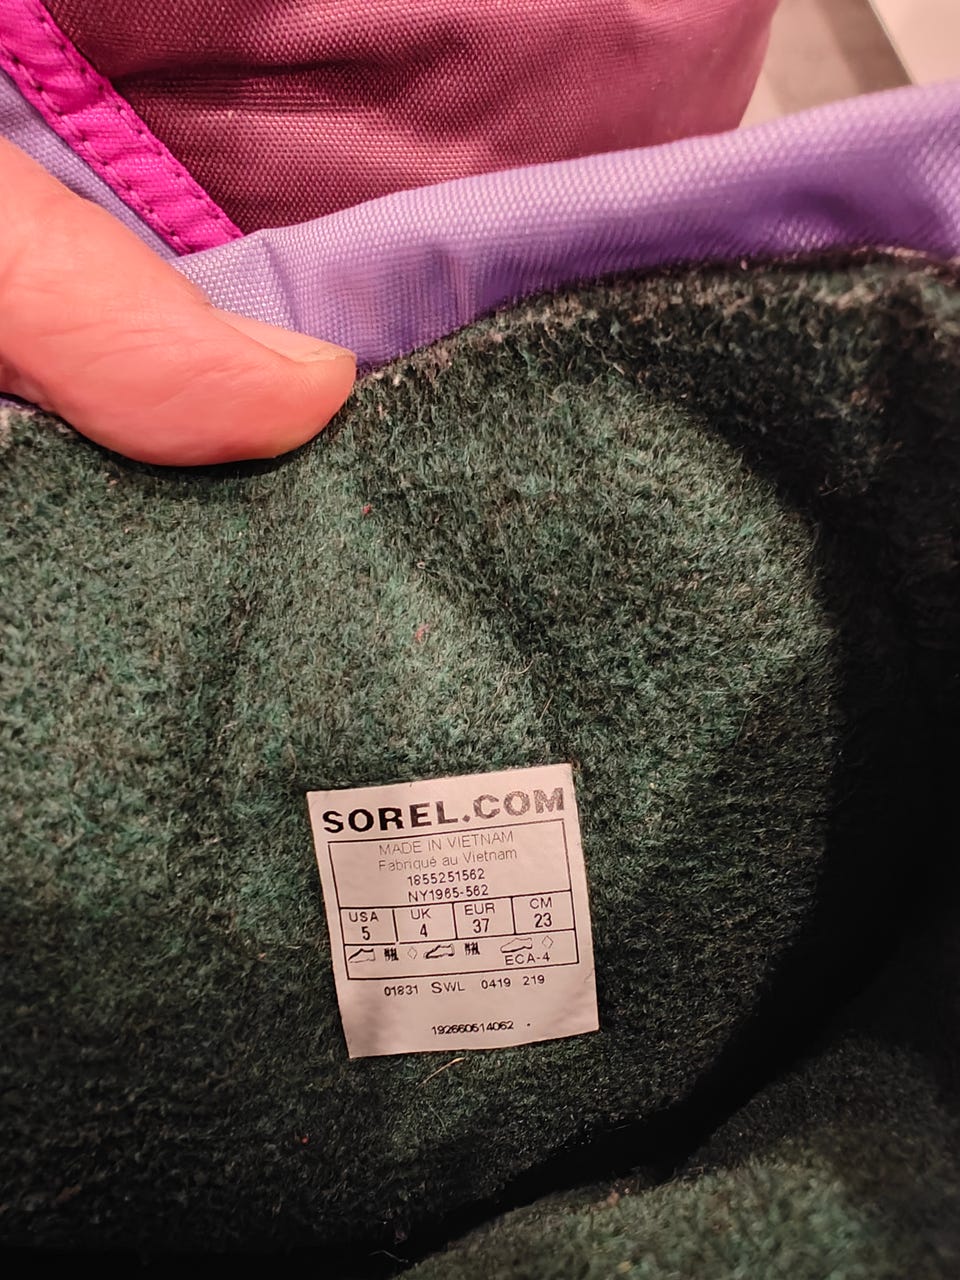 SOREL.COM
MADE IN VIETNAM
Fabriqué au Vietnam
1855251562
NY1965-562
USA UK EUR CM
5 4 37 23
ECA-4
01831 SWL 0419 219
192660514062